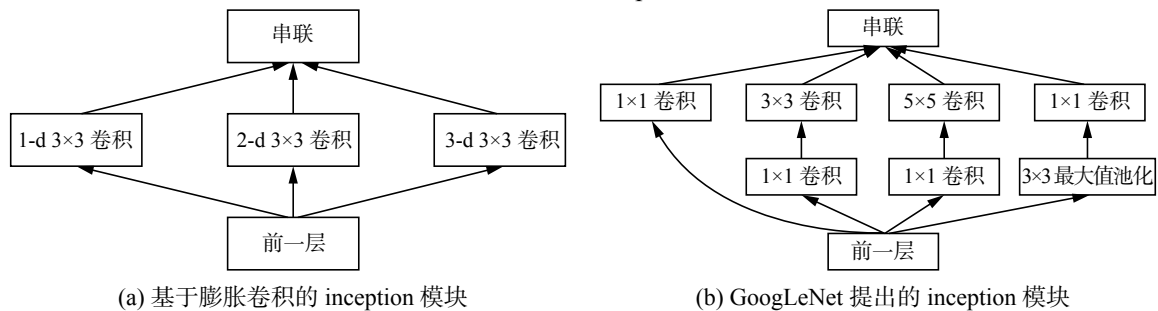 串联
1-d 3×3 卷积
2-d 3×3 卷积
3-d 3×3 卷积
前一层
(a) 基于膨胀卷积的 inception 模块
串联
1×1 卷积
3×3 卷积
5×5 卷积
1×1 卷积
1×1 卷积
1×1 卷积
3×3最大值池化
前一层
(b) GoogLeNet 提出的 inception 模块